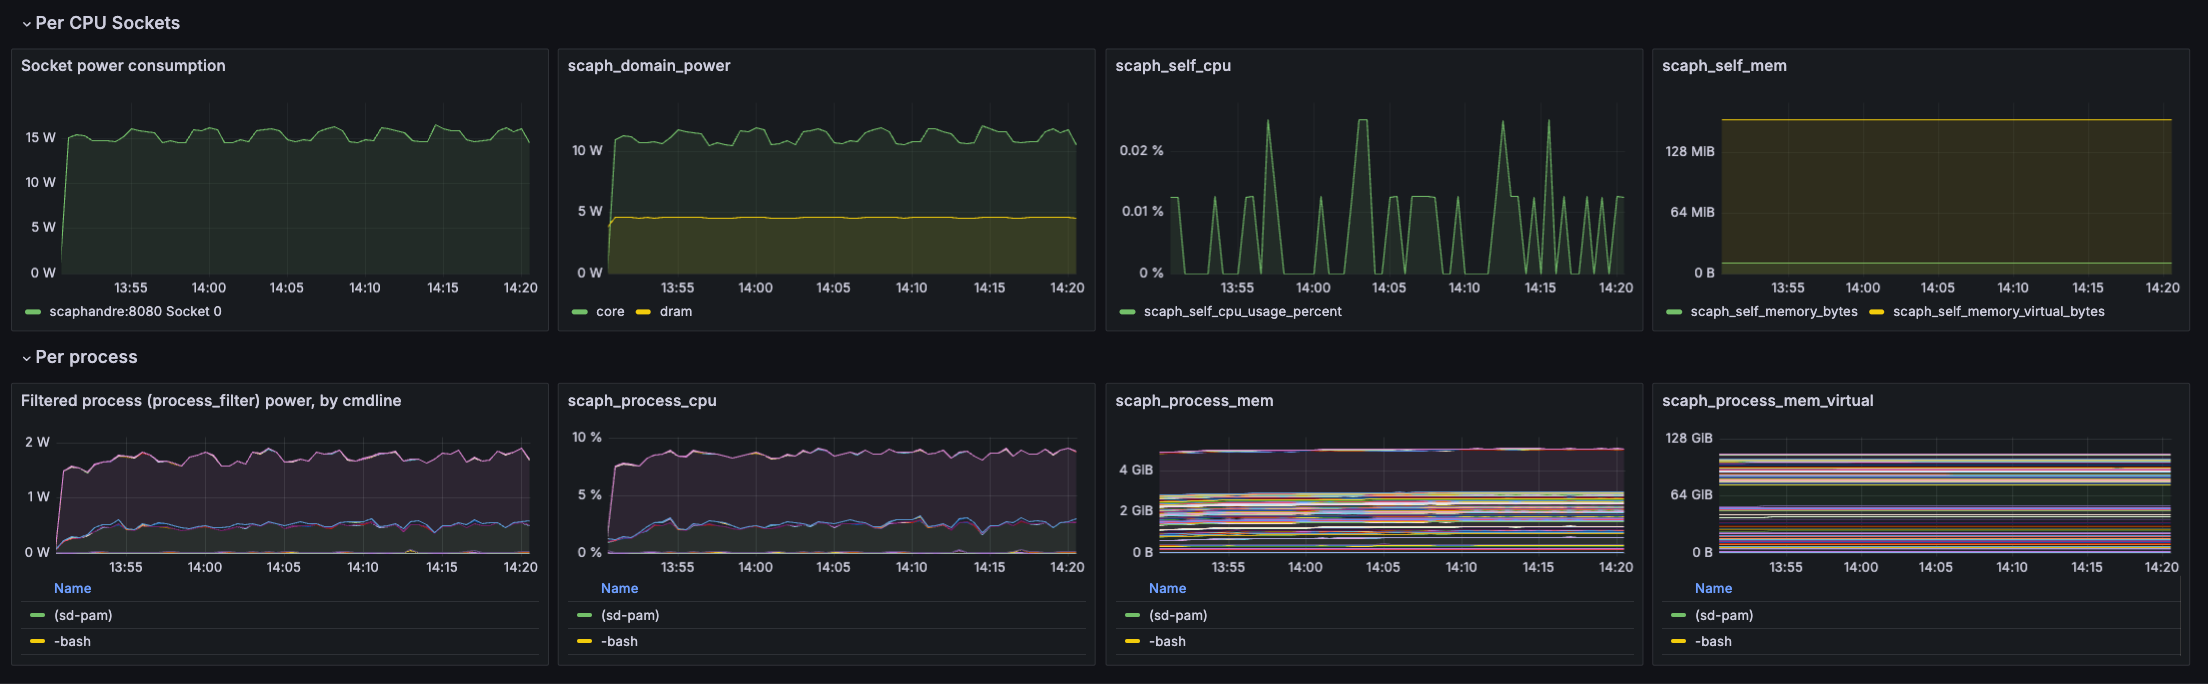 Per CPU Sockets
Socket power consumption
15 W
10 W
5 W
0 W
13:55 14:00 14:05 14:10 14:15 14:20
scaphandre:8080 Socket 0
scaph_domain_power
10 W
5 W
0 W
13:55 14:00 14:05 14:10 14:15 14:20
core dram
scaph_self_cpu
0.02 %
0.01 %
0 %
13:55 14:00 14:05 14:10 14:15 14:20
scaph_self_cpu_usage_percent
scaph_self_mem
128 MiB
64 MiB
0 B
13:55 14:00 14:05 14:10 14:15 14:20
scaph_self_memory_bytes scaph_self_memory_virtual_bytes
Per process
Filtered process (process_filter) power, by cmdline
2 W
1 W
0 W
13:55 14:00 14:05 14:10 14:15 14:20
Name
(sd-pam)
-bash
scaph_process_cpu
10 %
5 %
0 %
13:55 14:00 14:05 14:10 14:15 14:20
Name
(sd-pam)
-bash
scaph_process_mem
4 GiB
2 GiB
0 B
13:55 14:00 14:05 14:10 14:15 14:20
Name
(sd-pam)
-bash
scaph_process_mem_virtual
128 GiB
64 GiB
0 B
13:55 14:00 14:05 14:10 14:15 14:20
Name
(sd-pam)
-bash